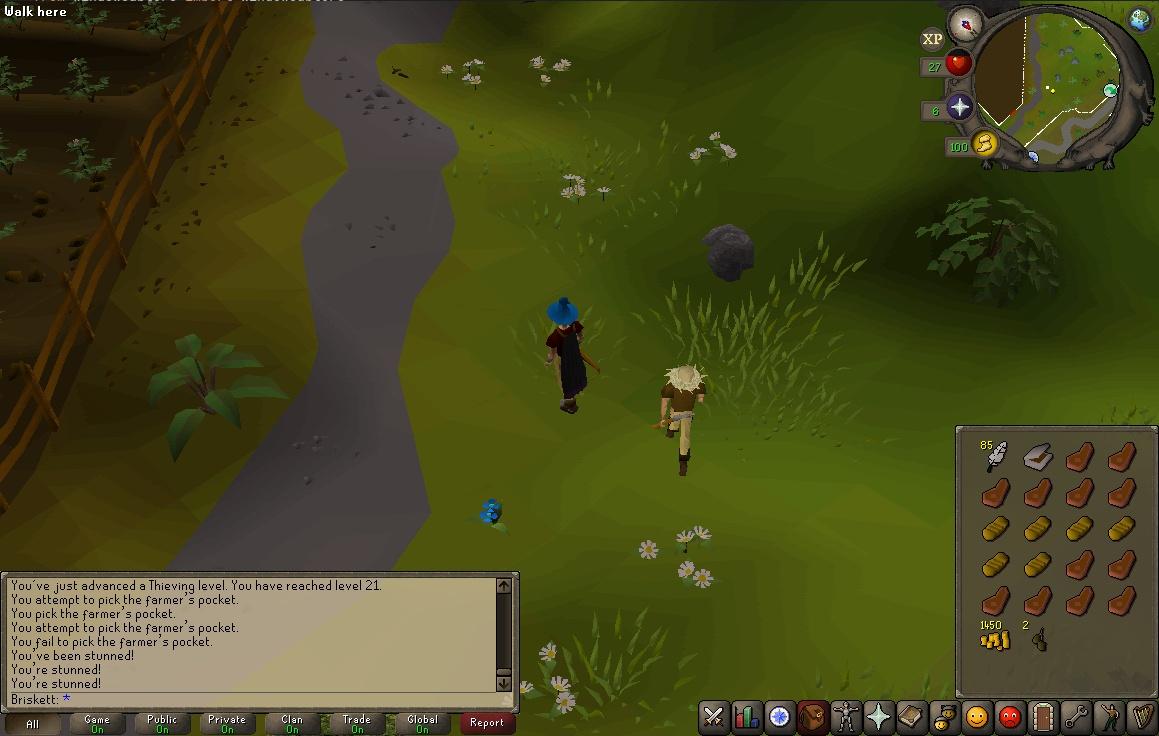 Walk here
XP
27
6
100
85
1450
2
You've just advanced a Thieving level. You have reached level 21.
You attempt to pick the farmer's pocket.
You pick the farmer's pocket.
You attempt to pick the farmer's pocket.
You fail to pick the farmer's pocket.
You've been stunned!
You're stunned!
You're stunned!
Briskett: *
All
Game
On
Public
On
Private
On
Clan
On
Trade
On
Global
On
Report